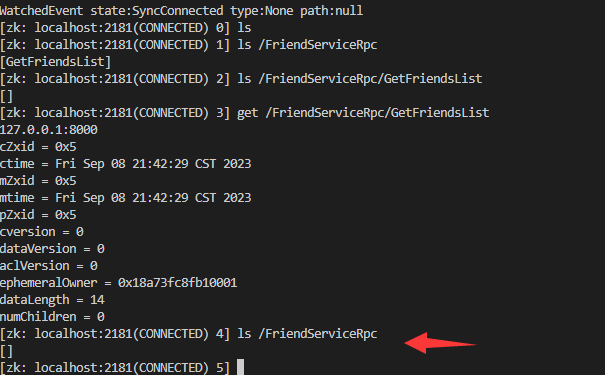 WatchedEvent state:SyncConnected type:None path:null
[zk: localhost:2181(CONNECTED) 0] ls
[zk: localhost:2181(CONNECTED) 1] ls /FriendServiceRpc
[GetFriendsList]
[zk: localhost:2181(CONNECTED) 2] ls /FriendServiceRpc/GetFriendsList
[]
[zk: localhost:2181(CONNECTED) 3] get /FriendServiceRpc/GetFriendsList
127.0.0.1:8000
cZxid = 0x5
ctime = Fri Sep 08 21:42:29 CST 2023
mZxid = 0x5
mtime = Fri Sep 08 21:42:29 CST 2023
pZxid = 0x5
cversion = 0
dataVersion = 0
aclVersion = 0
ephemeralOwner = 0x18a73fc8fb10001
dataLength = 14
numChildren = 0
[zk: localhost:2181(CONNECTED) 4] ls /FriendServiceRpc
[]
[zk: localhost:2181(CONNECTED) 5]